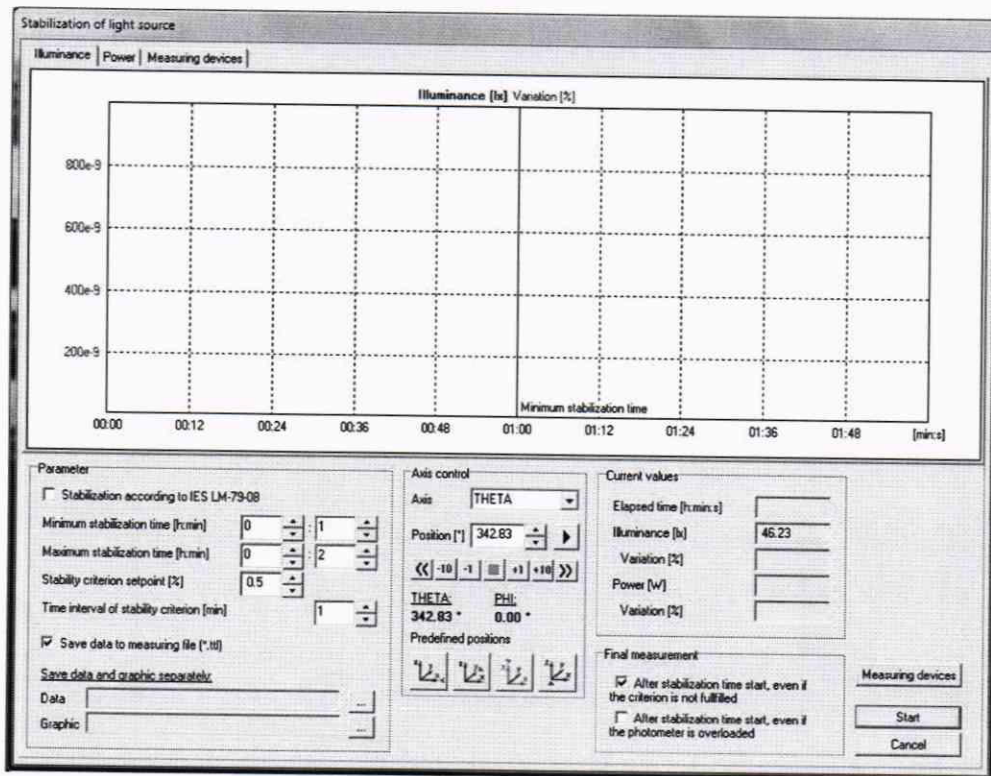 Stabilization of light source
Illuminance Power Measuring devices
Illuminance [lx] Variation [%]
800e-9
600e-9
400e-9
200e-9
Minimum stabilization time
00:00 00:12 00:24 00:36 00:48 01:00 01:12 01:24 01:36 01:48 [min:s]
Parameter
Stabilization according to IES LM-79-08
Minimum stabilization time [h:min] 0 : 1
Maximum stabilization time [h:min] 0 : 2
Stability criterion setpoint [%] 0.5
Time interval of stability criterion [min] 1
Save data to measuring file (*.ttl)
Save data and graphic separately:
Data ...
Graphic ...
Axis control
Axis THETA
Position [°] 342.83
-10 -1 +1 +10
THETA: PHI:
342.83 ° 0.00 °
Predefined positions
Current values
Elapsed time [h:min:s]
Illuminance [lx] 46.23
Variation [%]
Power [W]
Variation [%]
Final measurement
After stabilization time start, even if
the criterion is not fullfilled
After stabilization time start, even if
the photometer is overloaded
Measuring devices
Start
Cancel